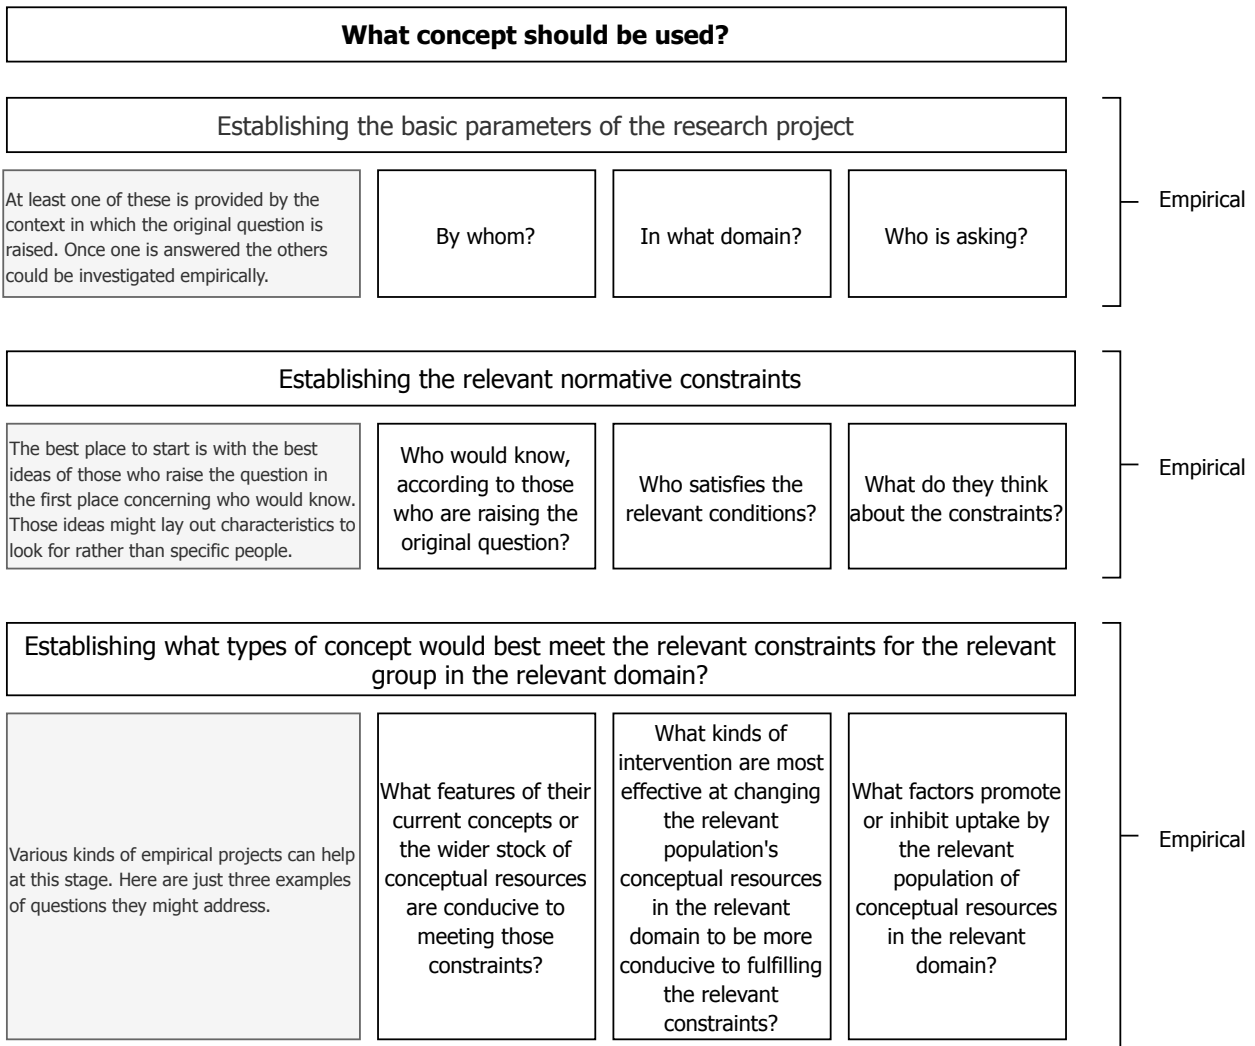 What concept should be used?
Establishing the basic parameters of the research project
At least one of these is provided by the
context in which the original question is
raised. Once one is answered the others
could be investigated empirically.
By whom?
In what domain?
Who is asking?
Empirical
Establishing the relevant normative constraints
The best place to start is with the best
ideas of those who raise the question in
the first place concerning who would know.
Those ideas might lay out characteristics to
look for rather than specific people.
Who would know,
according to those
who are raising the
original question?
Who satisfies the
relevant conditions?
What do they think
about the constraints?
Empirical
Establishing what types of concept would best meet the relevant constraints for the relevant
group in the relevant domain?
Various kinds of empirical projects can help
at this stage. Here are just three examples
of questions they might address.
What features of their
current concepts or
the wider stock of
conceptual resources
are conducive to
meeting those
constraints?
What kinds of
intervention are most
effective at changing
the relevant
population's
conceptual resources
in the relevant
domain to be more
conducive to fulfilling
the relevant
constraints?
What factors promote
or inhibit uptake by
the relevant
population of
conceptual resources
in the relevant
domain?
Empirical